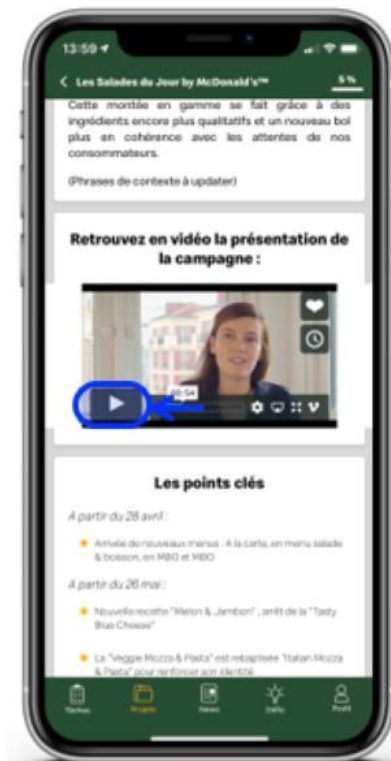 13:59
Les Salades du Jour by McDonald's™
5 %
Cette montée en gamme se fait grâce à des
ingrédients encore plus qualitatifs et un nouveau bol
plus en cohérence avec les attentes de nos
consommateurs.
(Phrases de contexte à updater)
Retrouvez en vidéo la présentation de
la campagne :
00:54
Les points clés
A partir du 28 avril :
Arrivée de nouveaux menus : A la carte, en menu salade
& boisson, en MBO et MBO
A partir du 26 mai :
Nouvelle recette "Melon & Jambon" , arrêt de la "Tasty
Blue Cheese"
La "Veggie Mozza & Pasta" est rebaptisée "Italian Mozza
& Pasta" pour renforcer son identité
Tâches
Projets
News
Défis
Profil